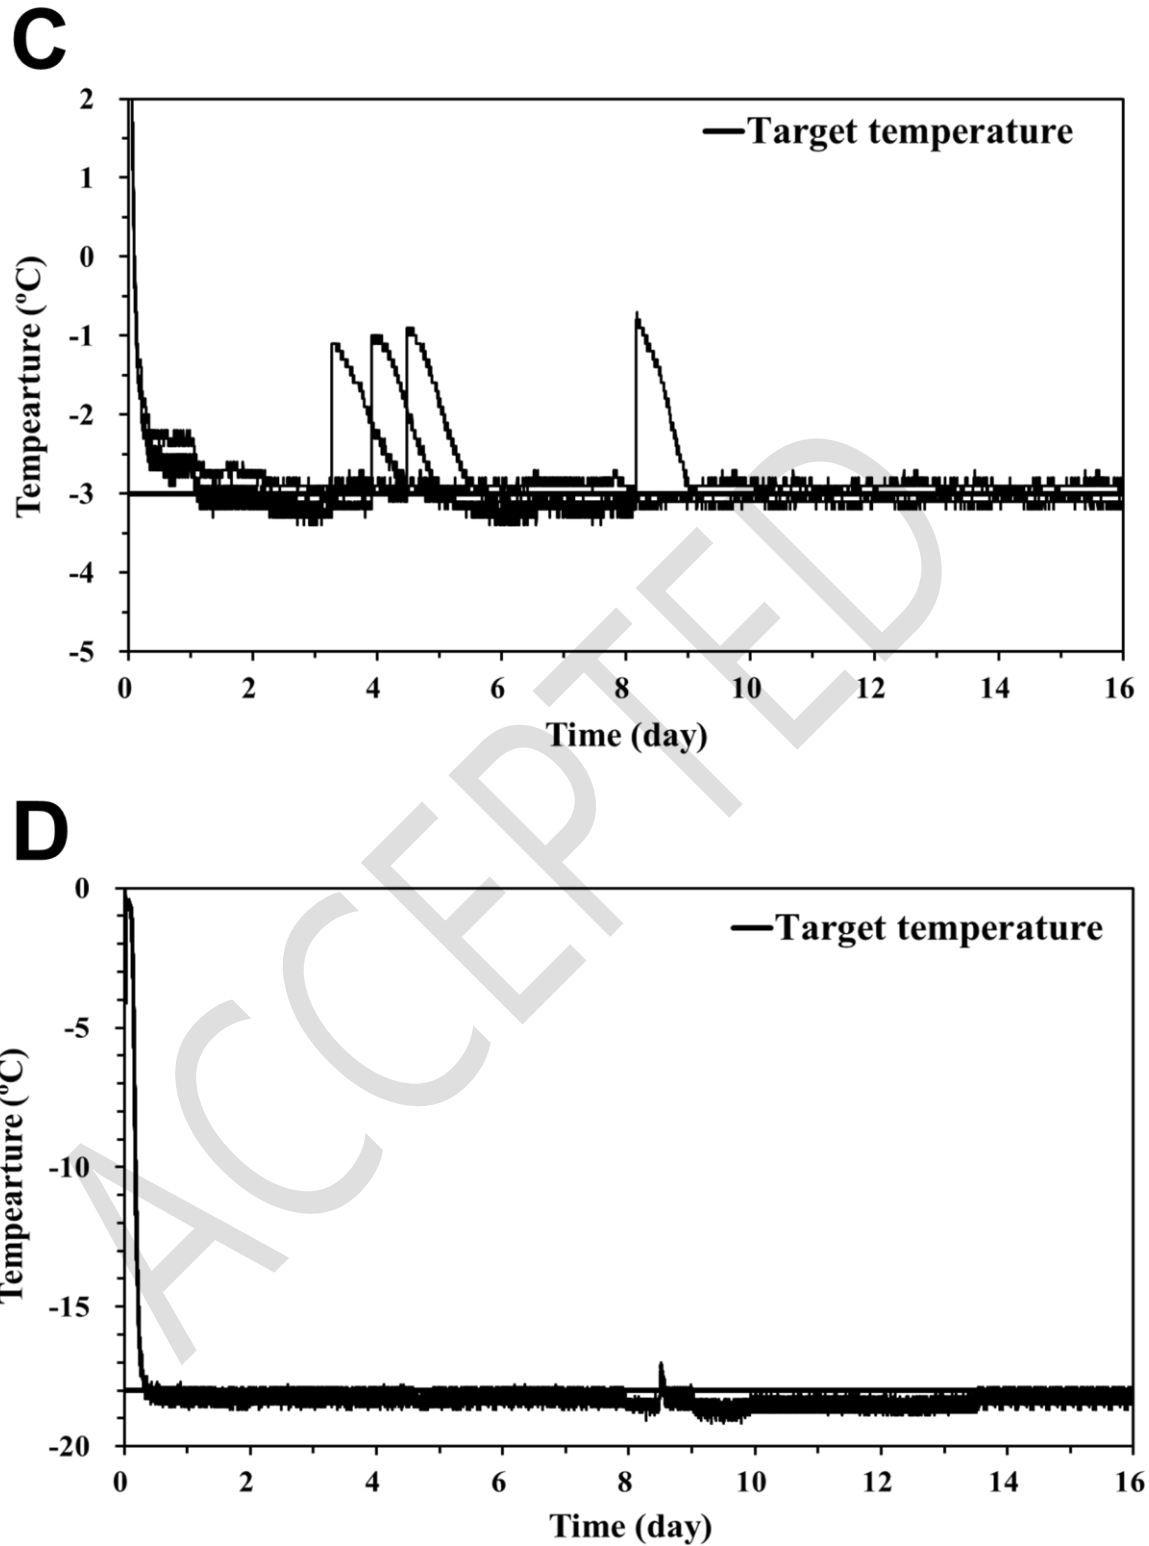 C
2
Target temperature
1
0
-1
-2
-3
-4
-5
Tempearture (ºC)
0 2 4 6 8 10 12 14 16
Time (day)
ACCEPTED
D
0
Target temperature
-5
-10
-15
-20
Tempearture (ºC)
0 2 4 6 8 10 12 14 16
Time (day)